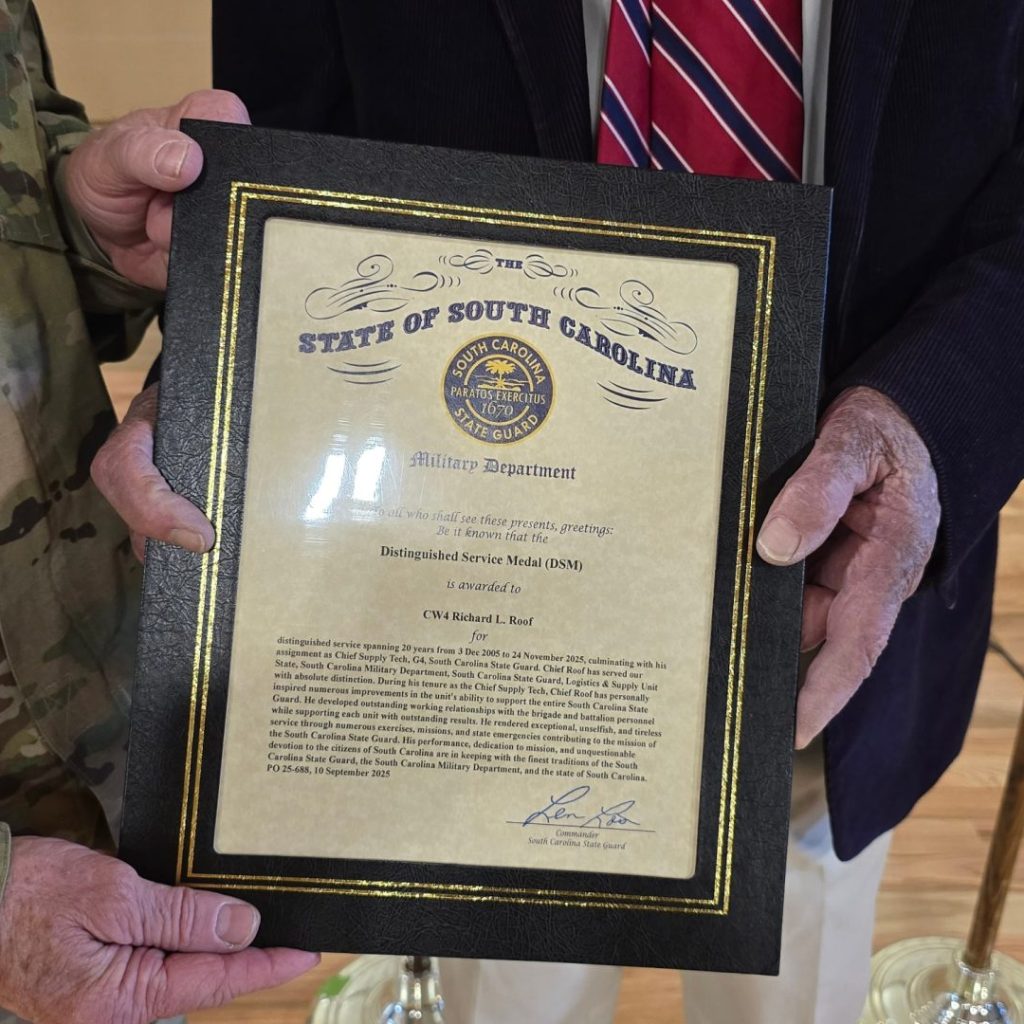 THE
STATE OF SOUTH CAROLINA
SOUTH CAROLINA
PARATOS EXERCITUS
1670
STATE GUARD
Military Department
o all who shall see these presents, greetings:
Be it known that the
Distinguished Service Medal (DSM)
is awarded to
CW4 Richard L. Roof
for
distinguished service spanning 20 years from 3 Dec 2005 to 24 November 2025, culminating with his
assignment as Chief Supply Tech, G4, South Carolina State Guard. Chief Roof has served our
State, South Carolina Military Department, South Carolina State Guard, Logistics & Supply Unit
with absolute distinction. During his tenure as the Chief Supply Tech, Chief Roof has personally
inspired numerous improvements in the unit's ability to support the entire South Carolina State
Guard. He developed outstanding working relationships with the brigade and battalion personnel
while supporting each unit with outstanding results. He rendered exceptional, unselfish, and tireless
service through numerous exercises, missions, and state emergencies contributing to the mission of
the South Carolina State Guard. His performance, dedication to mission, and unquestionable
devotion to the citizens of South Carolina are in keeping with the finest traditions of the South
Carolina State Guard, the South Carolina Military Department, and the state of South Carolina.
PO 25-688, 10 September 2025
Commander
South Carolina State Guard